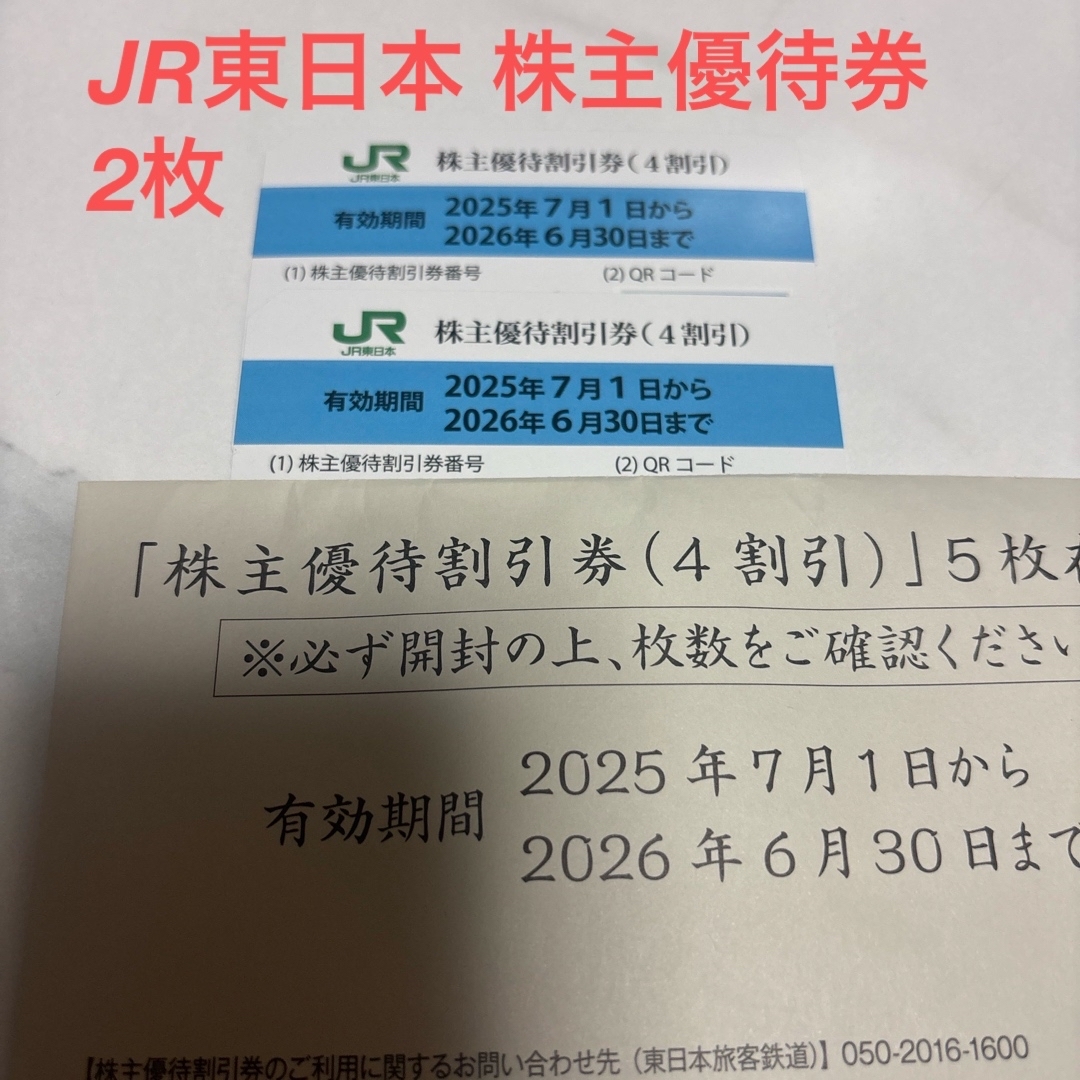 JR東日本 株主優待券
2枚
JR 株主優待割引券(4割引)
JR東日本
有効期間 2025年7月1日から
2026年6月30日まで
(1) 株主優待割引券番号 (2) QRコード
JR 株主優待割引券(4割引)
JR東日本
有効期間 2025年7月1日から
2026年6月30日まで
(1) 株主優待割引券番号 (2) QRコード
「株主優待割引券(4割引)」5枚
※必ず開封の上、枚数をご確認ください
有効期間 2025年7月1日から
2026年6月30日まで
【株主優待割引券のご利用に関するお問い合わせ先(東日本旅客鉄道)】050-2016-1600